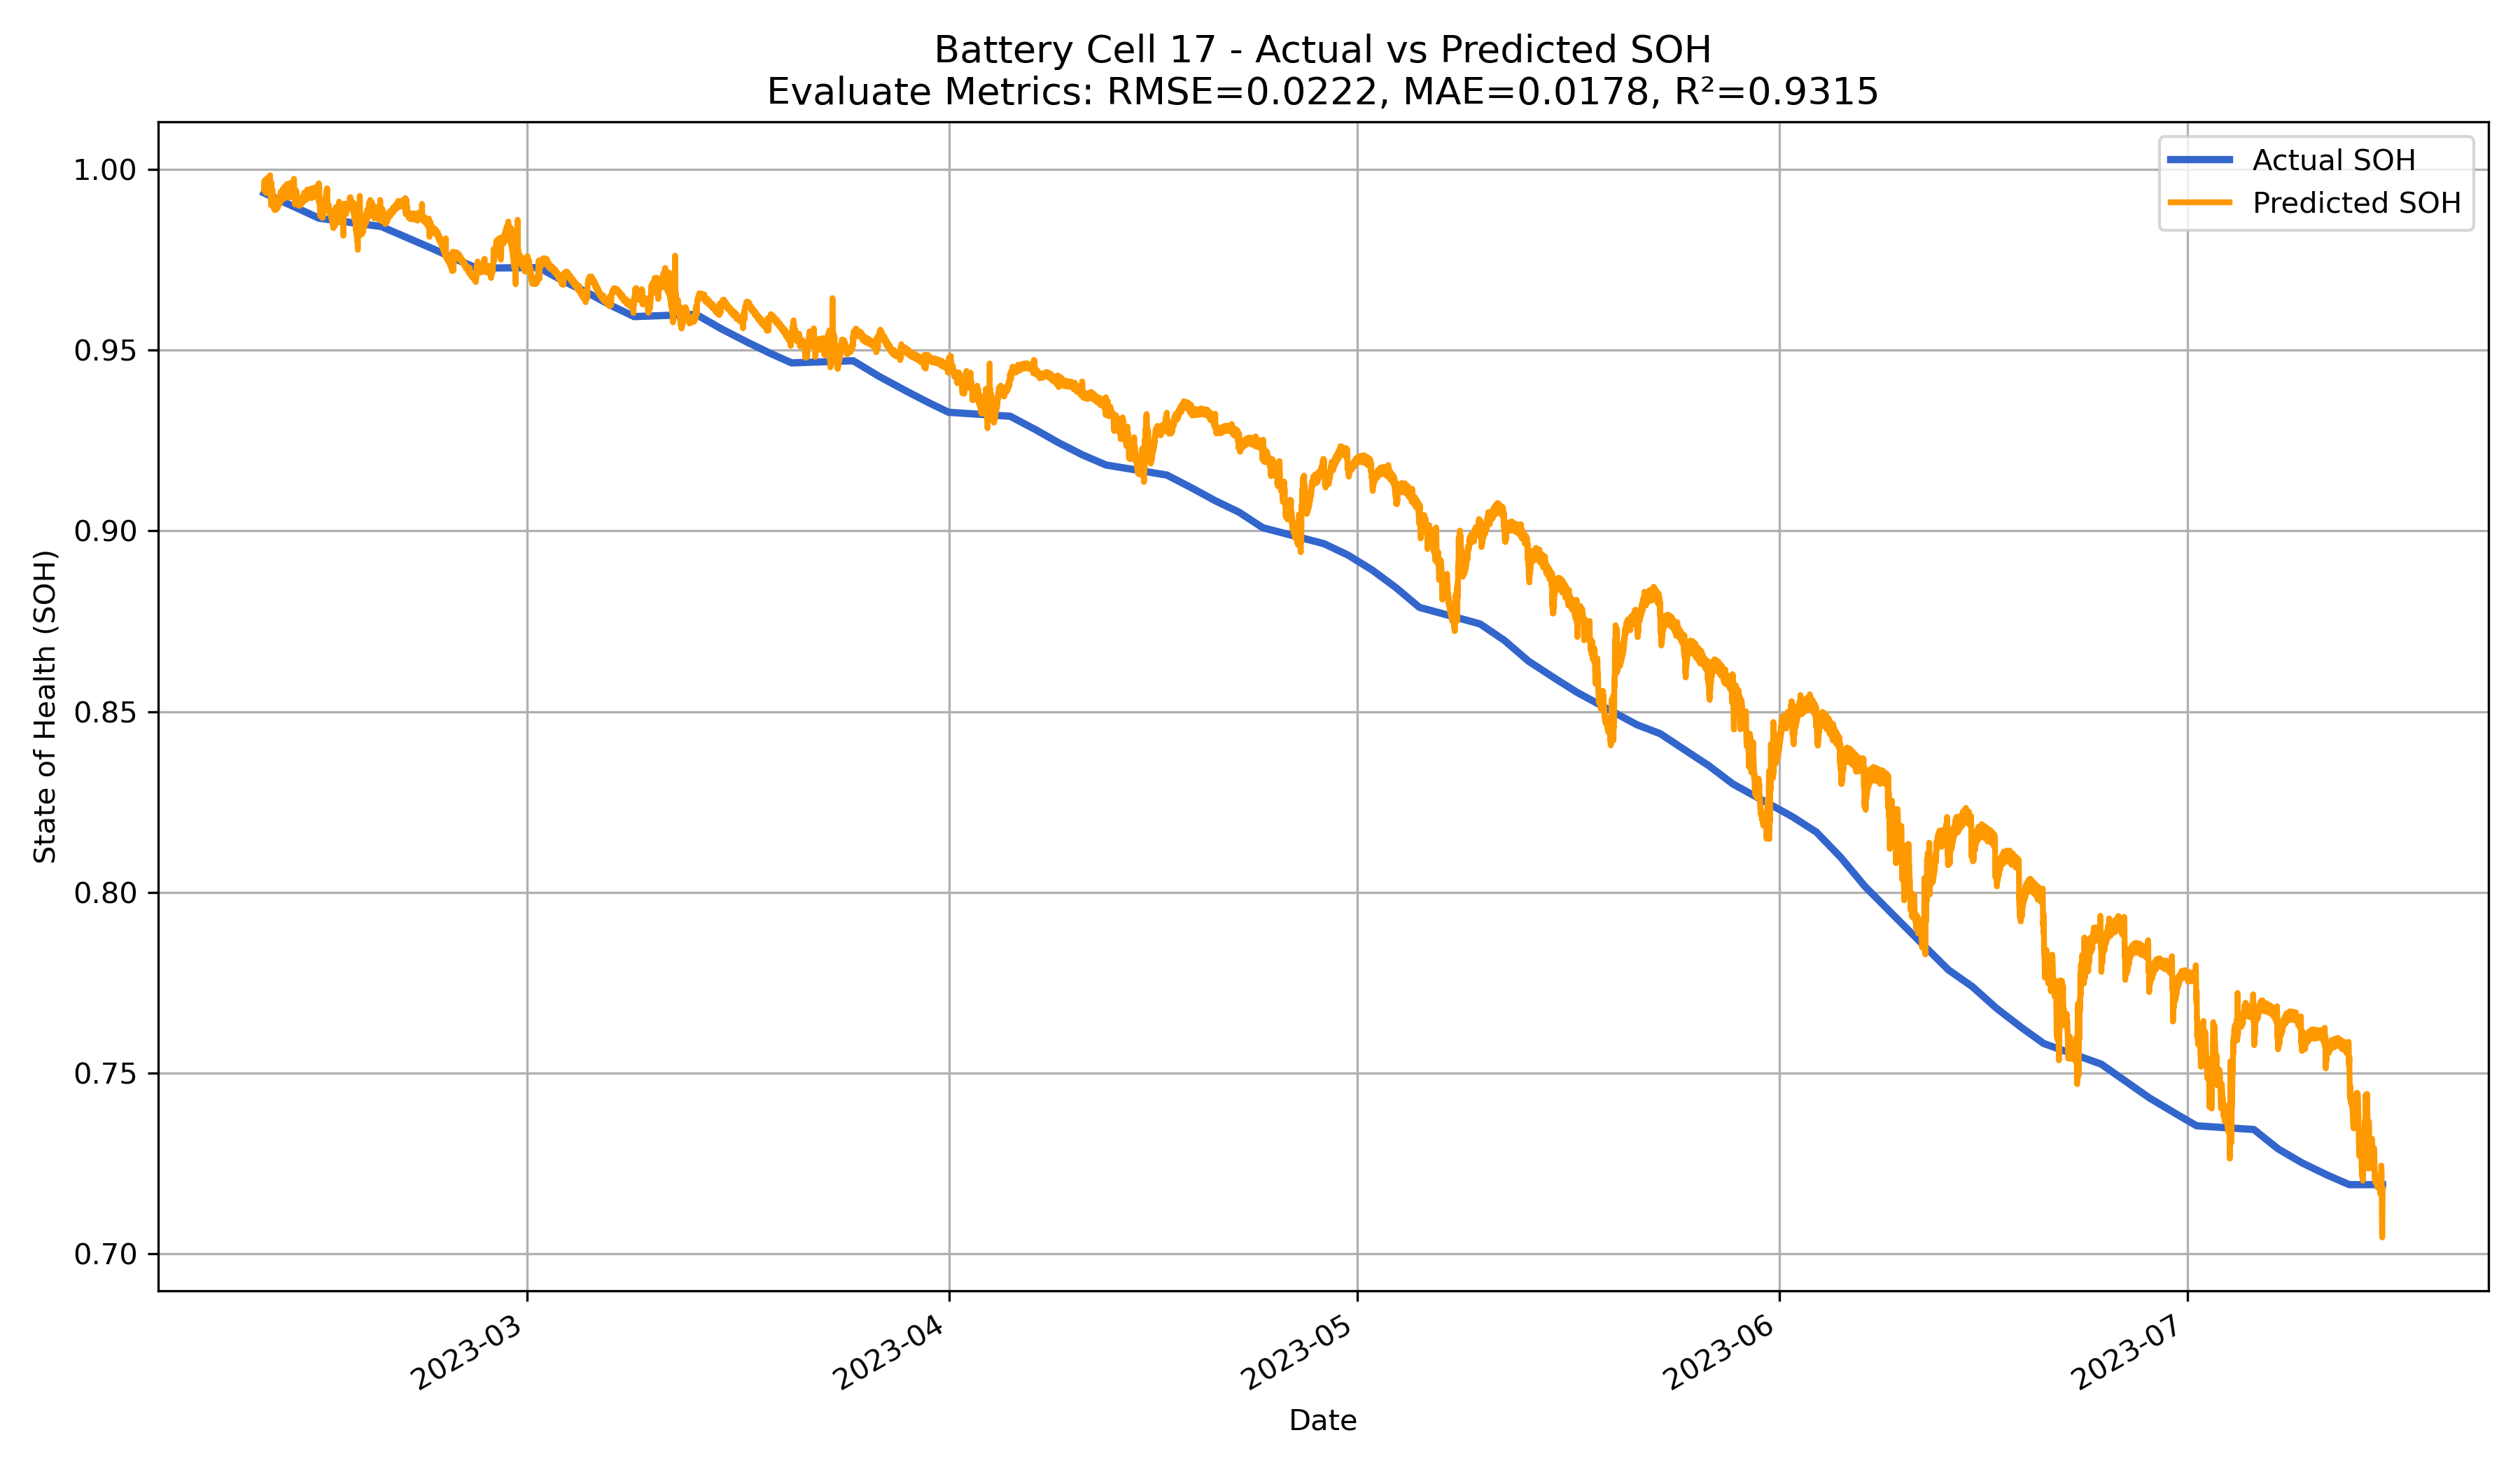 Battery Cell 17 - Actual vs Predicted SOH
Evaluate Metrics: RMSE=0.0222, MAE=0.0178, R²=0.9315
Actual SOH
Predicted SOH
State of Health (SOH)
1.00
0.95
0.90
0.85
0.80
0.75
0.70
2023-03
2023-04
2023-05
2023-06
2023-07
Date